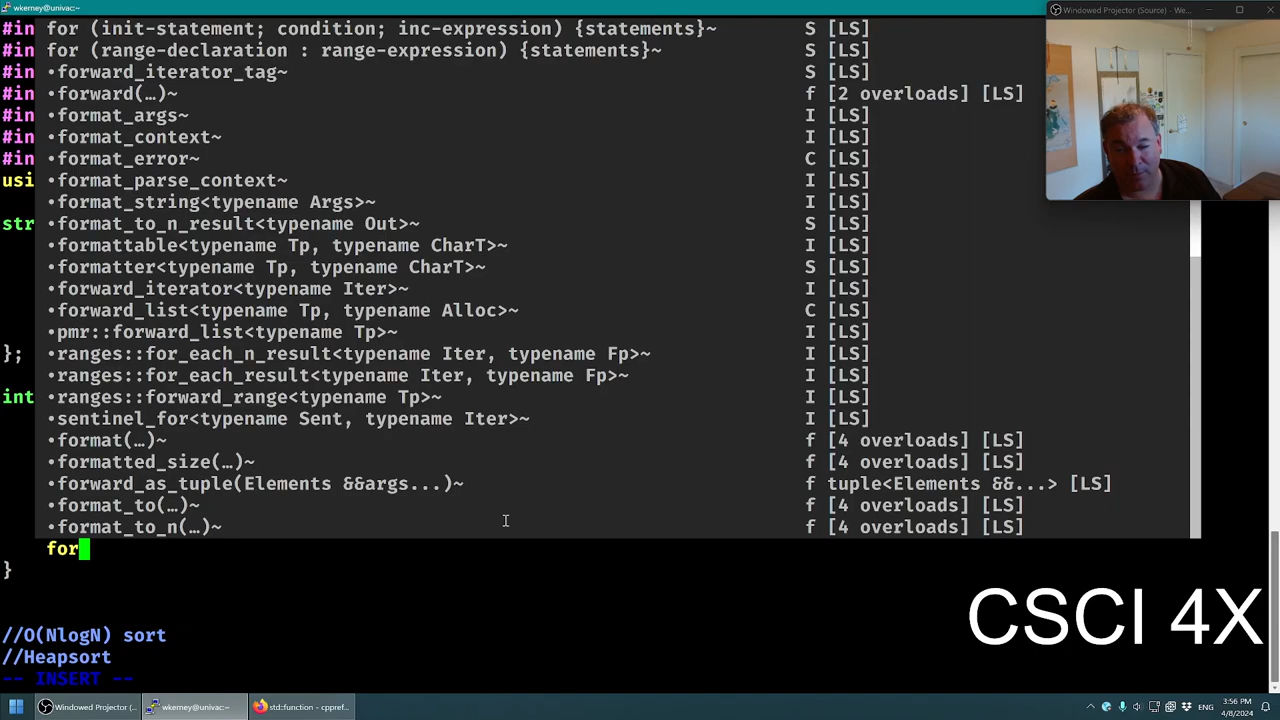 wkerney@univac:~
Windowed Projector (Source) - We...
#in for (init-statement; condition; inc-expression) {statements}~ S [LS]
#in for (range-declaration : range-expression) {statements}~ S [LS]
#in •forward_iterator_tag~ S [LS]
#in •forward(…)~ f [2 overloads] [LS]
#in •format_args~ I [LS]
#in •format_context~ I [LS]
#in •format_error~ C [LS]
usi •format_parse_context~ I [LS]
•format_string<typename Args>~ I [LS]
str •format_to_n_result<typename Out>~ S [LS]
•formattable<typename Tp, typename CharT>~ I [LS]
•formatter<typename Tp, typename CharT>~ S [LS]
•forward_iterator<typename Iter>~ I [LS]
•forward_list<typename Tp, typename Alloc>~ C [LS]
•pmr::forward_list<typename Tp>~ I [LS]
}; •ranges::for_each_n_result<typename Iter, typename Fp>~ I [LS]
•ranges::for_each_result<typename Iter, typename Fp>~ I [LS]
int •ranges::forward_range<typename Tp>~ I [LS]
•sentinel_for<typename Sent, typename Iter>~ I [LS]
•format(…)~ f [4 overloads] [LS]
•formatted_size(…)~ f [4 overloads] [LS]
•forward_as_tuple(Elements &&args...)~ f tuple<Elements &&...> [LS]
•format_to(…)~ f [4 overloads] [LS]
•format_to_n(…)~ f [4 overloads] [LS]
for
}
CSCI 4X
//O(NlogN) sort
//Heapsort
-- INSERT --
Windowed Projector (...
wkerney@univac:~
std::function - cppref...
ENG
3:56 PM
4/8/2024